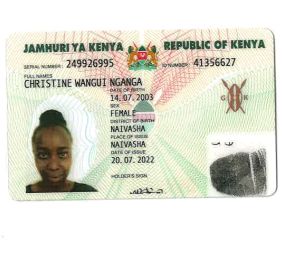 JAMHURI YA KENYA REPUBLIC OF KENYA
SERIAL NUMBER: 249926995 ID NUMBER: 41356627
FULL NAMES
CHRISTINE WANGUI NGANGA
DATE OF BIRTH
14.07.2003
SEX
FEMALE
DISTRICT OF BIRTH
NAIVASHA
PLACE OF ISSUE
NAIVASHA
DATE OF ISSUE
20.07.2022
HOLDER'S SIGN.